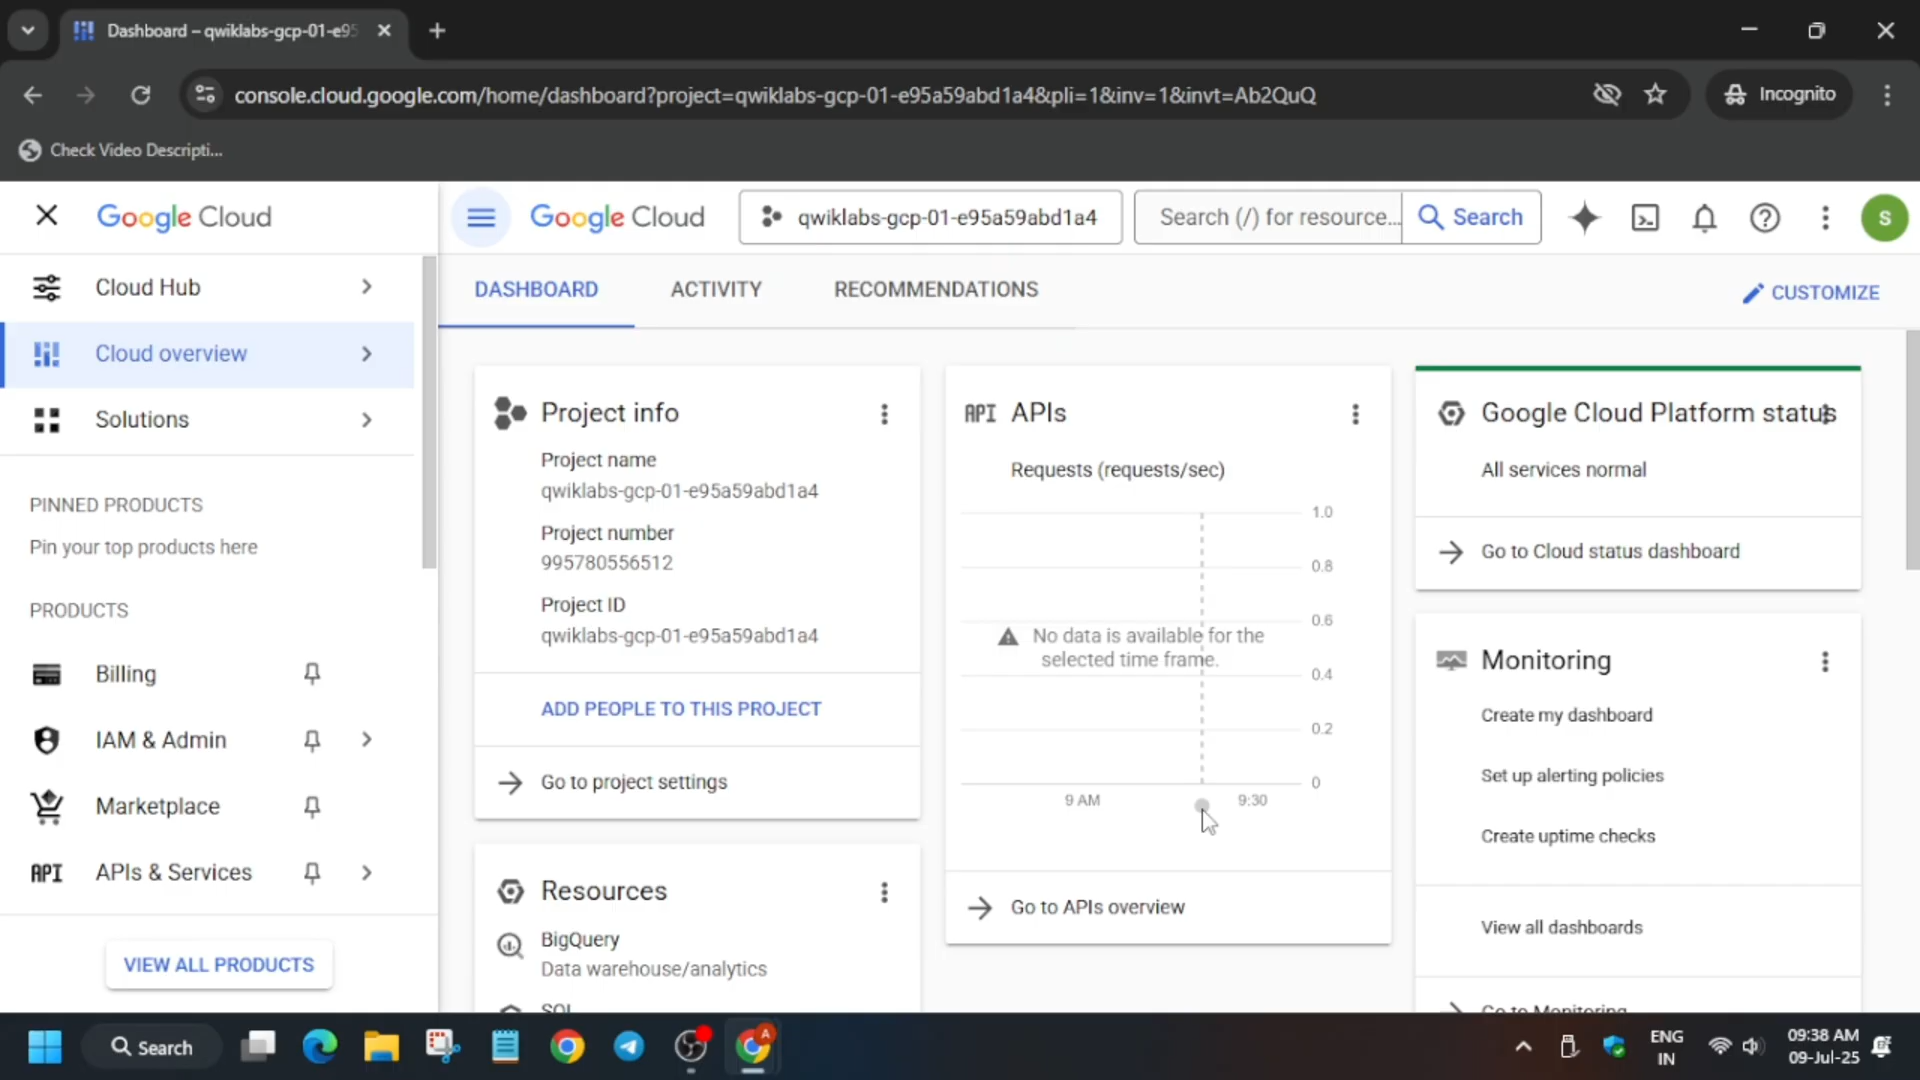 Dashboard – qwiklabs-gcp-01-e95
console.cloud.google.com/home/dashboard?project=qwiklabs-gcp-01-e95a59abd1a4&pli=1&inv=1&invt=Ab2QuQ
Incognito
Check Video Descripti...
Google Cloud
Google Cloud
qwiklabs-gcp-01-e95a59abd1a4
Search (/) for resource...
Search
S
Cloud Hub
Cloud overview
Solutions
PINNED PRODUCTS
Pin your top products here
PRODUCTS
Billing
IAM & Admin
Marketplace
API APIs & Services
VIEW ALL PRODUCTS
DASHBOARD
ACTIVITY
RECOMMENDATIONS
CUSTOMIZE
Project info
Project name
qwiklabs-gcp-01-e95a59abd1a4
Project number
995780556512
Project ID
qwiklabs-gcp-01-e95a59abd1a4
ADD PEOPLE TO THIS PROJECT
Go to project settings
Resources
BigQuery
Data warehouse/analytics
SQL
API APIs
Requests (requests/sec)
1.0
0.8
0.6
No data is available for the
selected time frame.
0.4
0.2
0
9 AM
9:30
Go to APIs overview
Google Cloud Platform status
All services normal
Go to Cloud status dashboard
Monitoring
Create my dashboard
Set up alerting policies
Create uptime checks
View all dashboards
Go to Monitoring
Search
A
ENG
IN
09:38 AM
09-Jul-25